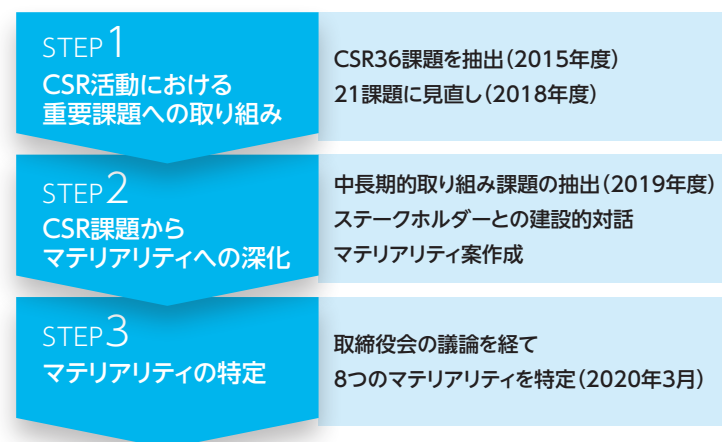 STEP1
CSR活動における
重要課題への取り組み
CSR36課題を抽出（2015年度）
21課題に見直し（2018年度）
STEP2
CSR課題から
マテリアリティへの深化
中長期的取り組み課題の抽出（2019年度）
ステークホルダーとの建設的対話
マテリアリティ案作成
STEP3
マテリアリティの特定
取締役会の議論を経て
8つのマテリアリティを特定（2020年3月）